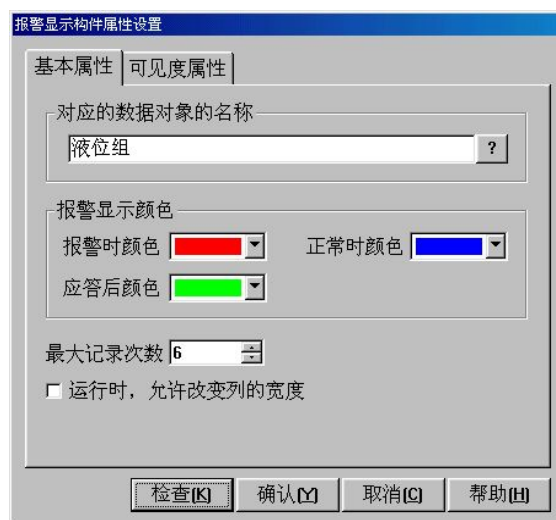 报警显示构件属性设置
基本属性 可见度属性
对应的数据对象的名称
液位组 ?
报警显示颜色
报警时颜色 正常时颜色
应答后颜色
最大记录次数 6
运行时，允许改变列的宽度
检查(K) 确认(Y) 取消(C) 帮助(H)